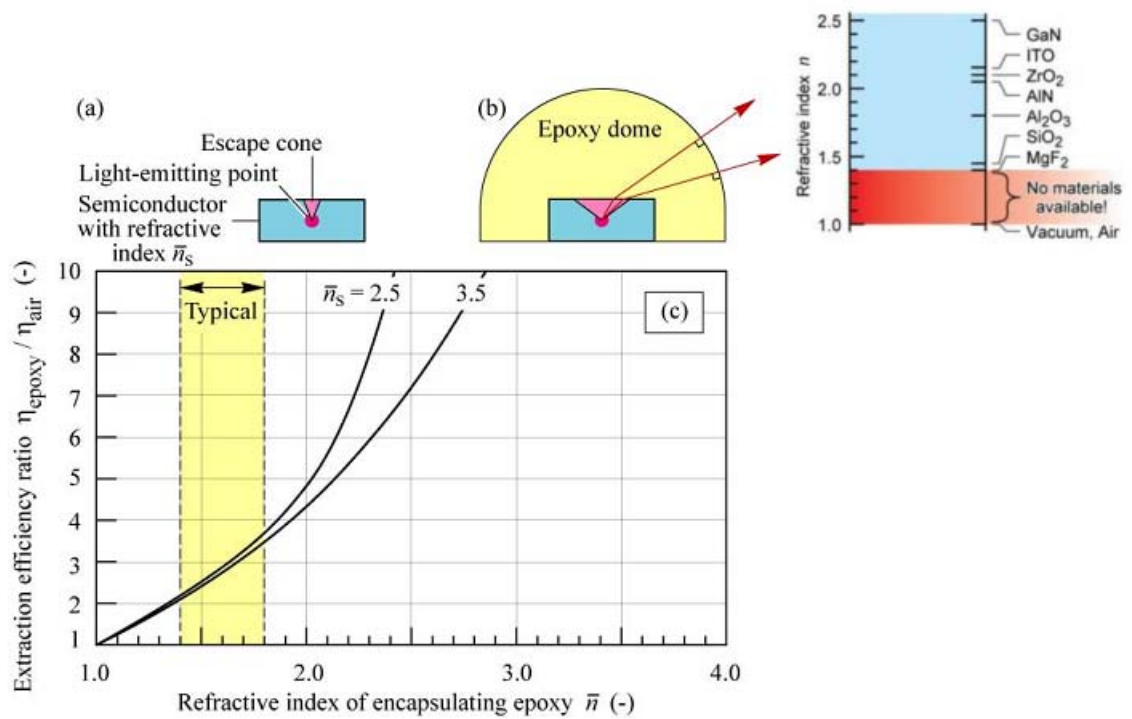 (a)
Escape cone
Light-emitting point
Semiconductor
with refractive
index n̄S
(b)
Epoxy dome
Refractive index n
2.5
2.0
1.5
1.0
GaN
ITO
ZrO2
AlN
Al2O3
SiO2
MgF2
No materials
available!
Vacuum, Air
Extraction efficiency ratio ηepoxy / ηair (-)
10
9
8
7
6
5
4
3
2
1
Typical
n̄S = 2.5
3.5
(c)
1.0
2.0
3.0
4.0
Refractive index of encapsulating epoxy n̄ (-)